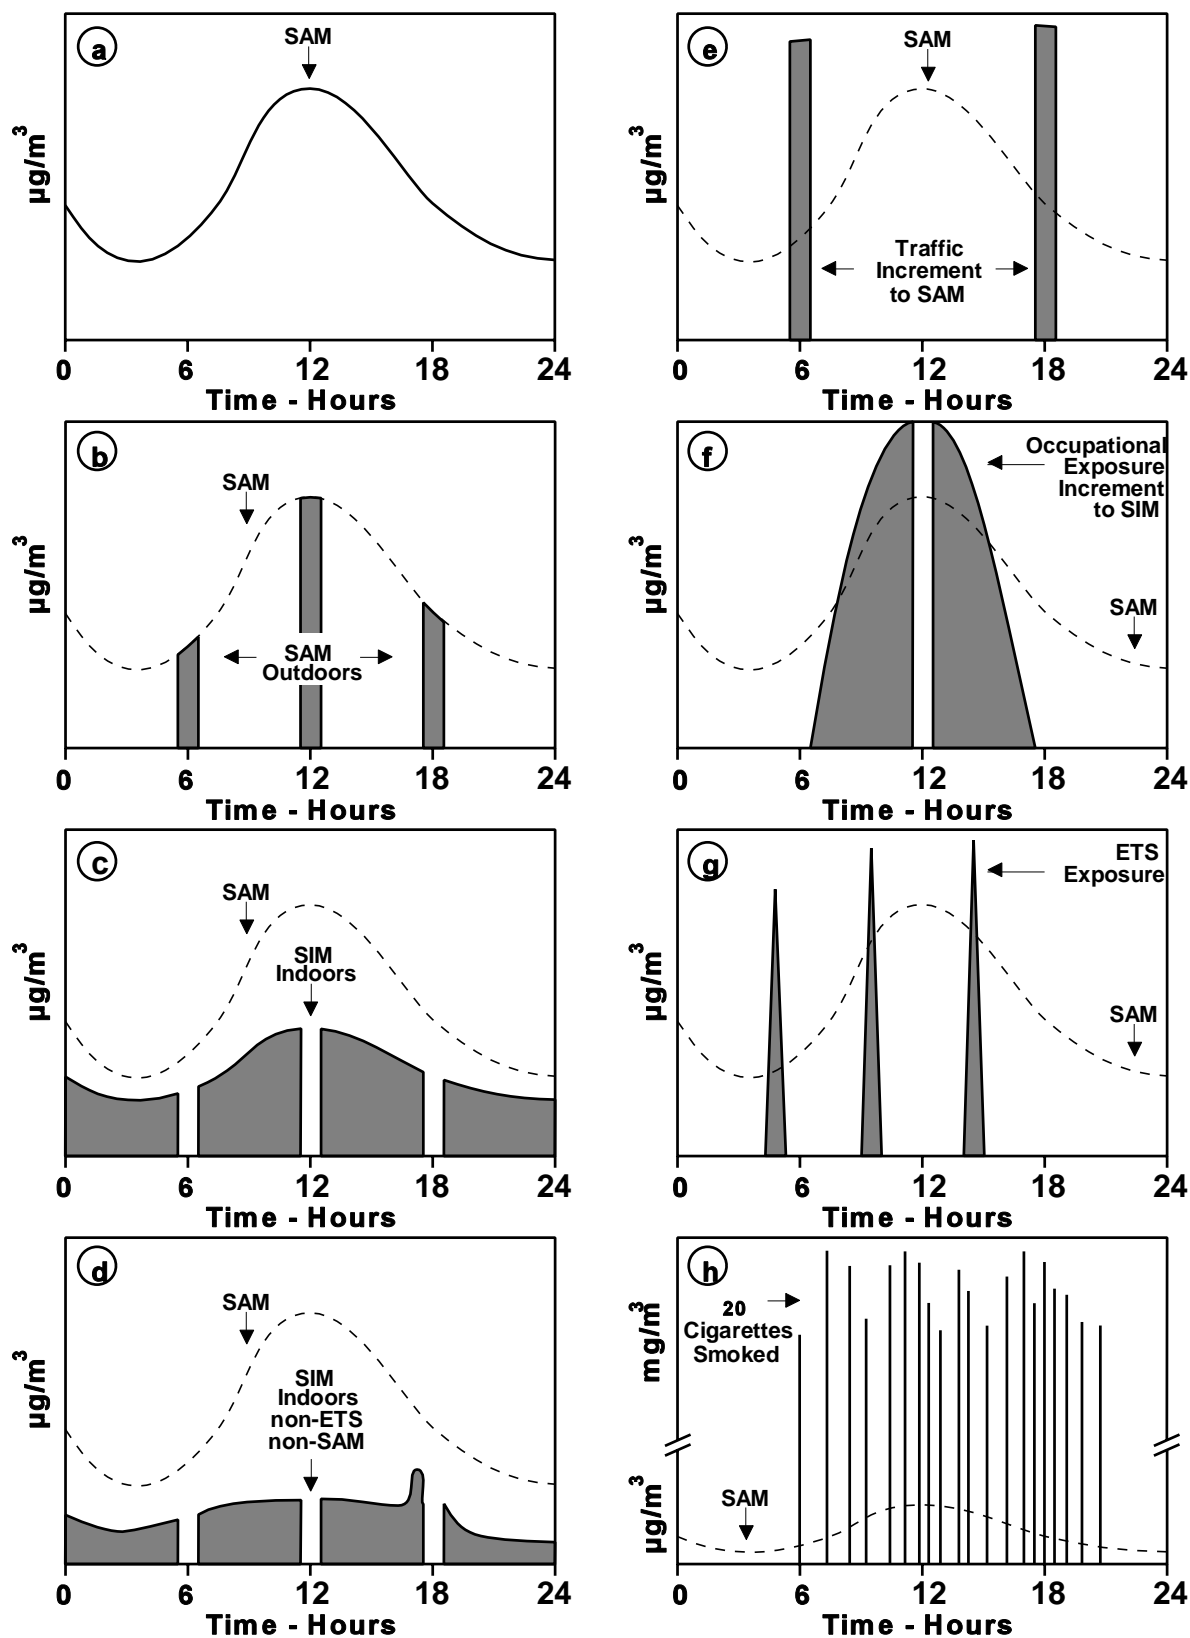 a
SAM
µg/m3
0 6 12 18 24
Time - Hours
b
SAM
SAM
Outdoors
µg/m3
0 6 12 18 24
Time - Hours
c
SAM
SIM
Indoors
µg/m3
0 6 12 18 24
Time - Hours
d
SAM
SIM
Indoors
non-ETS
non-SAM
µg/m3
0 6 12 18 24
Time - Hours
e
SAM
Traffic
Increment
to SAM
µg/m3
0 6 12 18 24
Time - Hours
f
Occupational
Exposure
Increment
to SIM
SAM
µg/m3
0 6 12 18 24
Time - Hours
g
ETS
Exposure
SAM
µg/m3
0 6 12 18 24
Time - Hours
h
20
Cigarettes
Smoked
mg/m3
SAM
µg/m3
0 6 12 18 24
Time - Hours